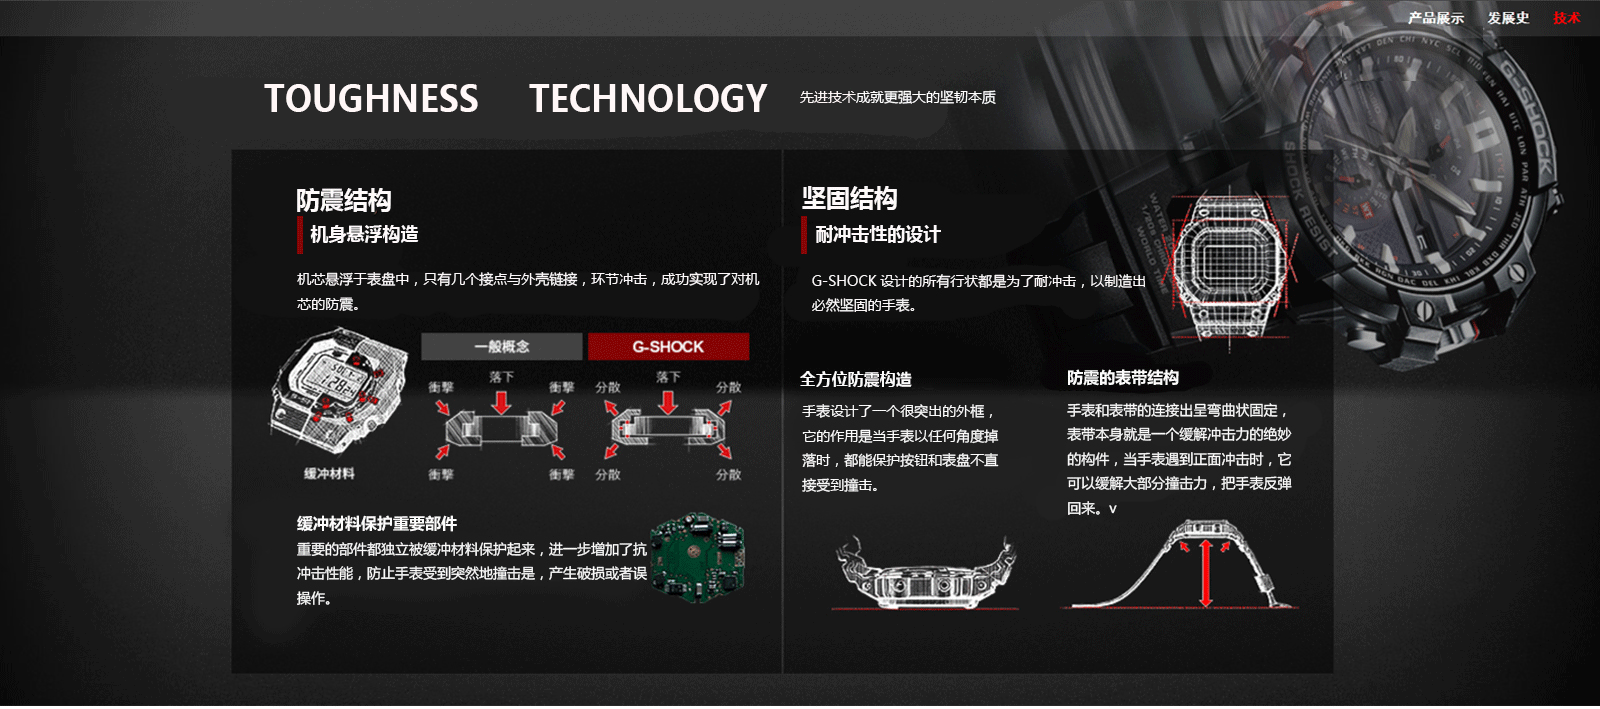 产品展示 发展史 技术
TOUGHNESS TECHNOLOGY 先进技术成就更强大的坚韧本质
防震结构
机身悬浮构造
机芯悬浮于表盘中，只有几个接点与外壳链接，环节冲击，成功实现了对机
芯的防震。
一般概念 G-SHOCK
落下 落下
衝擊 衝擊 分散 分散
衝擊 衝擊 分散 分散
缓冲材料
缓冲材料保护重要部件
重要的部件都独立被缓冲材料保护起来，进一步增加了抗
冲击性能，防止手表受到突然地撞击是，产生破损或者误
操作。
坚固结构
耐冲击性的设计
G-SHOCK 设计的所有行状都是为了耐冲击，以制造出
必然坚固的手表。
全方位防震构造
手表设计了一个很突出的外框，
它的作用是当手表以任何角度掉
落时，都能保护按钮和表盘不直
接受到撞击。
防震的表带结构
手表和表带的连接出呈弯曲状固定，
表带本身就是一个缓解冲击力的绝妙
的构件，当手表遇到正面冲击时，它
可以缓解大部分撞击力，把手表反弹
回来。v
G-SHOCK
SHOCK RESIST